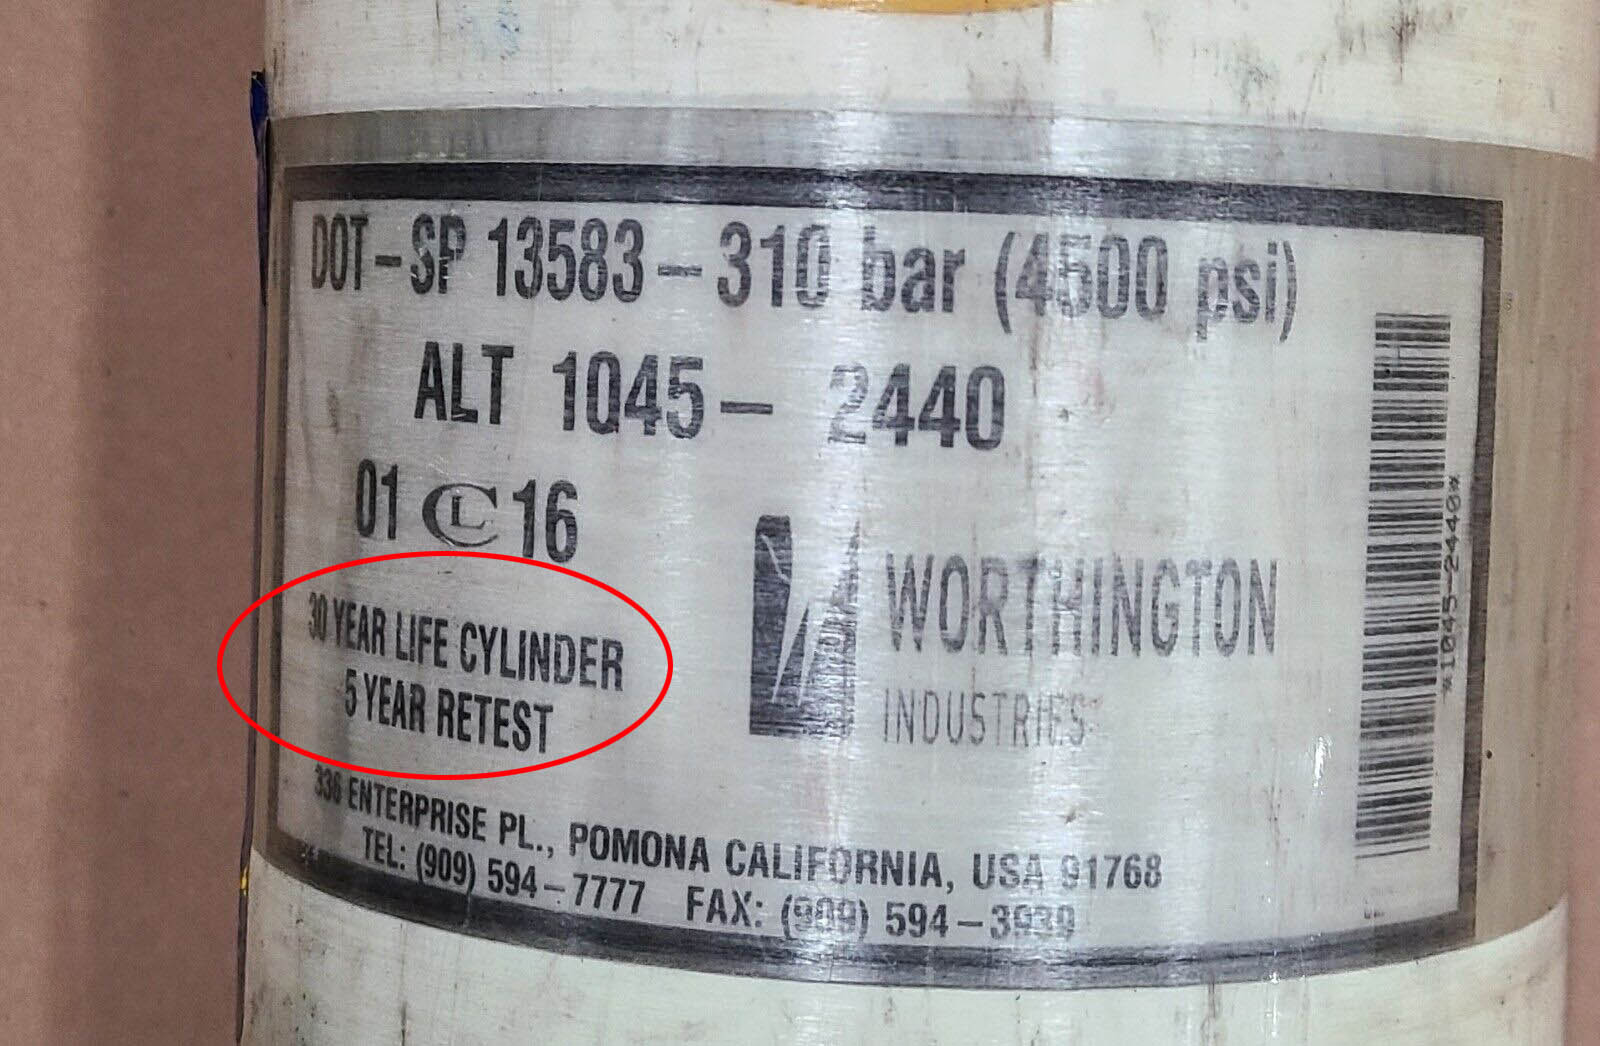 DOT-SP 13583-310 bar (4500 psi)
ALT 1045- 2440
01 CL 16
30 YEAR LIFE CYLINDER
5 YEAR RETEST
WORTHINGTON
INDUSTRIES
336 ENTERPRISE PL., POMONA CALIFORNIA, USA 91768
TEL: (909) 594-7777 FAX: (909) 594-3939
*1045-2440*